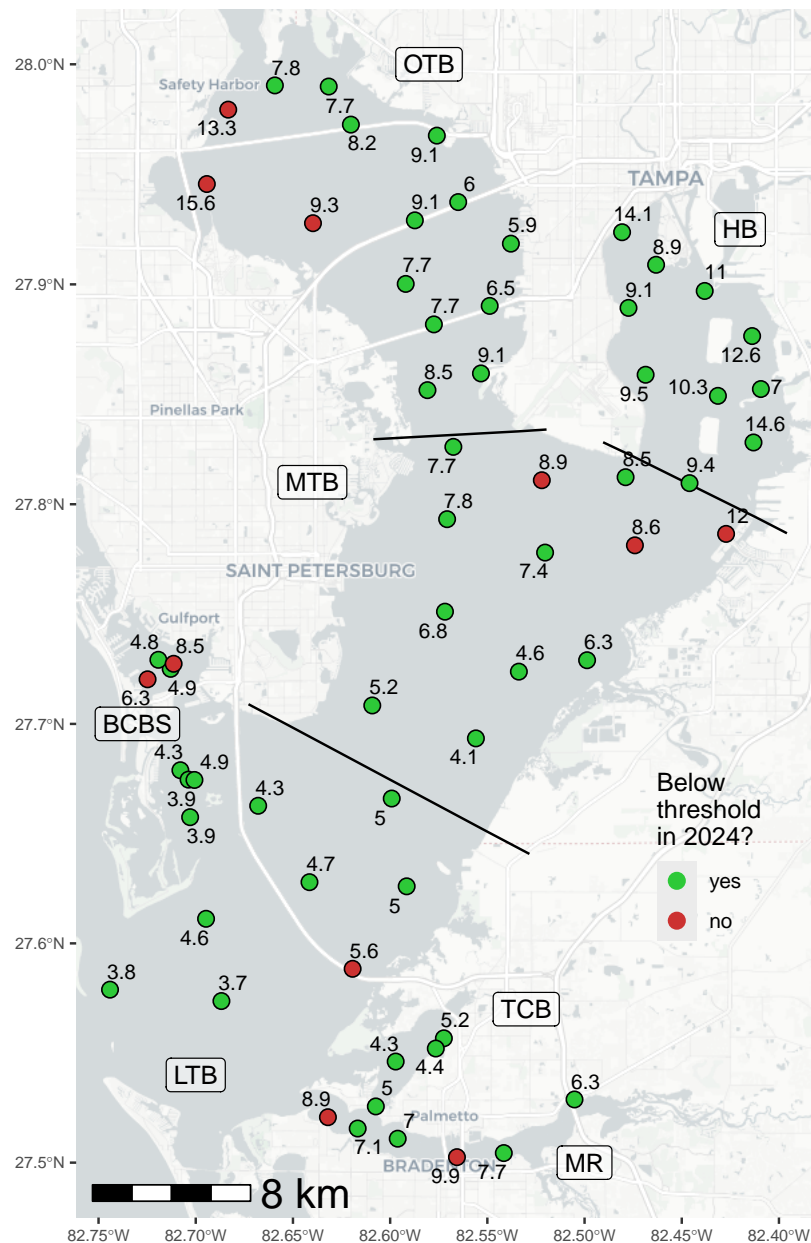 28.0°N
27.9°N
27.8°N
27.7°N
27.6°N
27.5°N
OTB
7.8
Safety Harbor
7.7
13.3
8.2
9.1
6
TAMPA
15.6
9.3
9.1
14.1
HB
5.9
8.9
11
7.7
9.1
6.5
7.7
12.6
9.1
8.5
9.5
10.3
7
Pinellas Park
14.6
7.7
8.9
8.5
9.4
MTB
7.8
12
8.6
7.4
SAINT PETERSBURG
6.8
Gulfport
4.8
8.5
4.6
6.3
4.9
6.3
5.2
BCBS
4.3
4.9
4.1
3.9
4.3
5
3.9
Below
threshold
in 2024?
yes
no
4.7
5
4.6
5.6
3.8
3.7
TCB
5.2
4.3
4.4
LTB
5
6.3
8.9
Palmetto
7.1
7
BRADENTON
9.9
7.7
MR
8 km
82.75°W
82.70°W
82.65°W
82.60°W
82.55°W
82.50°W
82.45°W
82.40°W